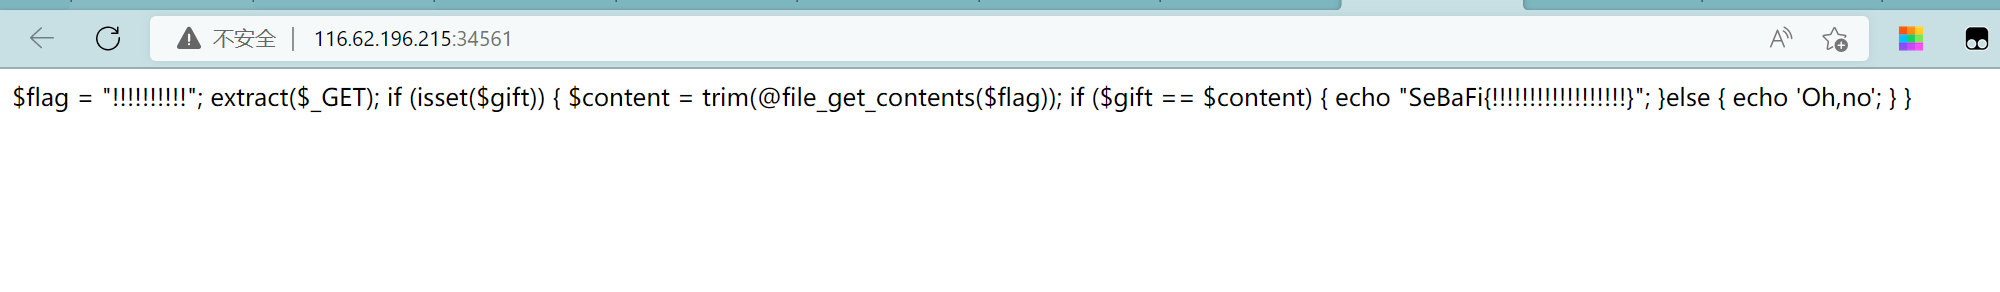 不安全 | 116.62.196.215:34561
$flag = "!!!!!!!!!!"; extract($_GET); if (isset($gift)) { $content = trim(@file_get_contents($flag)); if ($gift == $content) { echo "SeBaFi{!!!!!!!!!!!!!!!!!!}"; }else { echo 'Oh,no'; } }